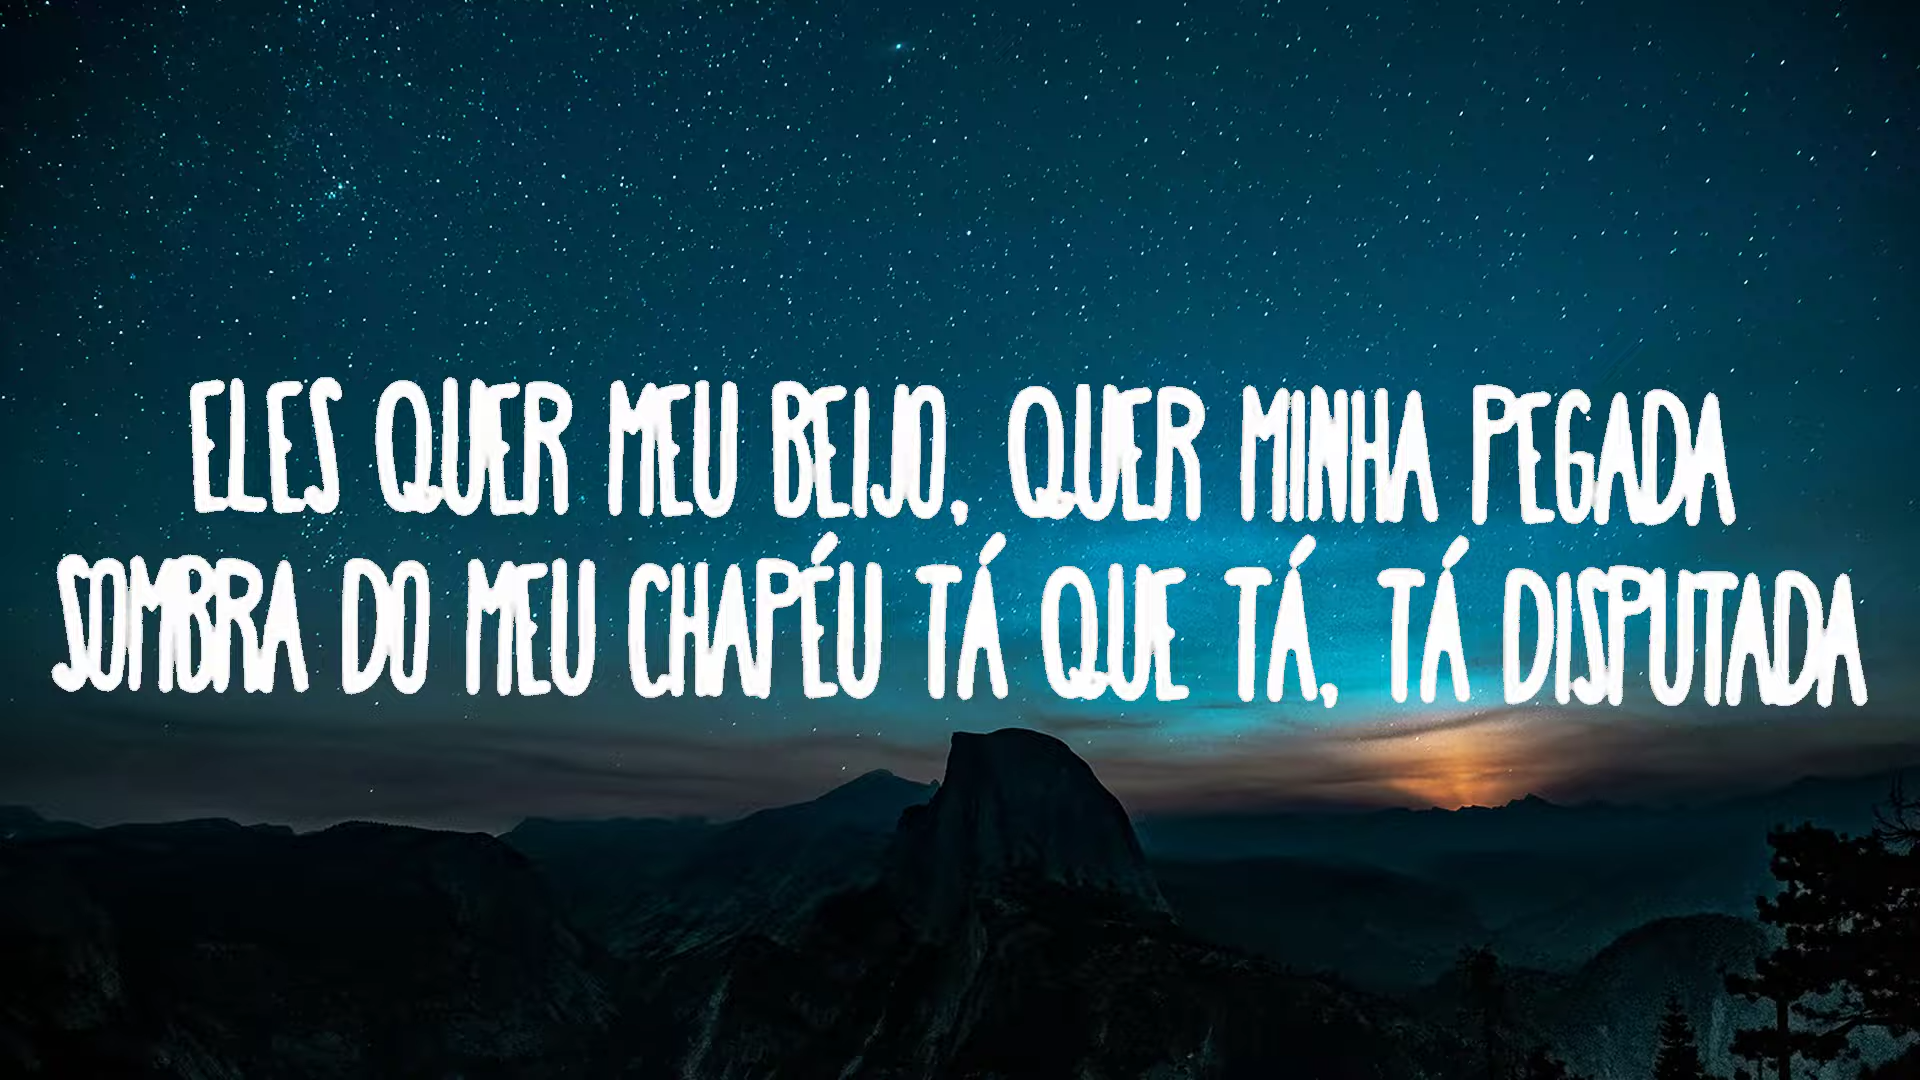 ELES QUER MEU BEIJO, QUER MINHA PEGADA
SOMBRA DO MEU CHAPÉU TÁ QUE TÁ, TÁ DISPUTADA